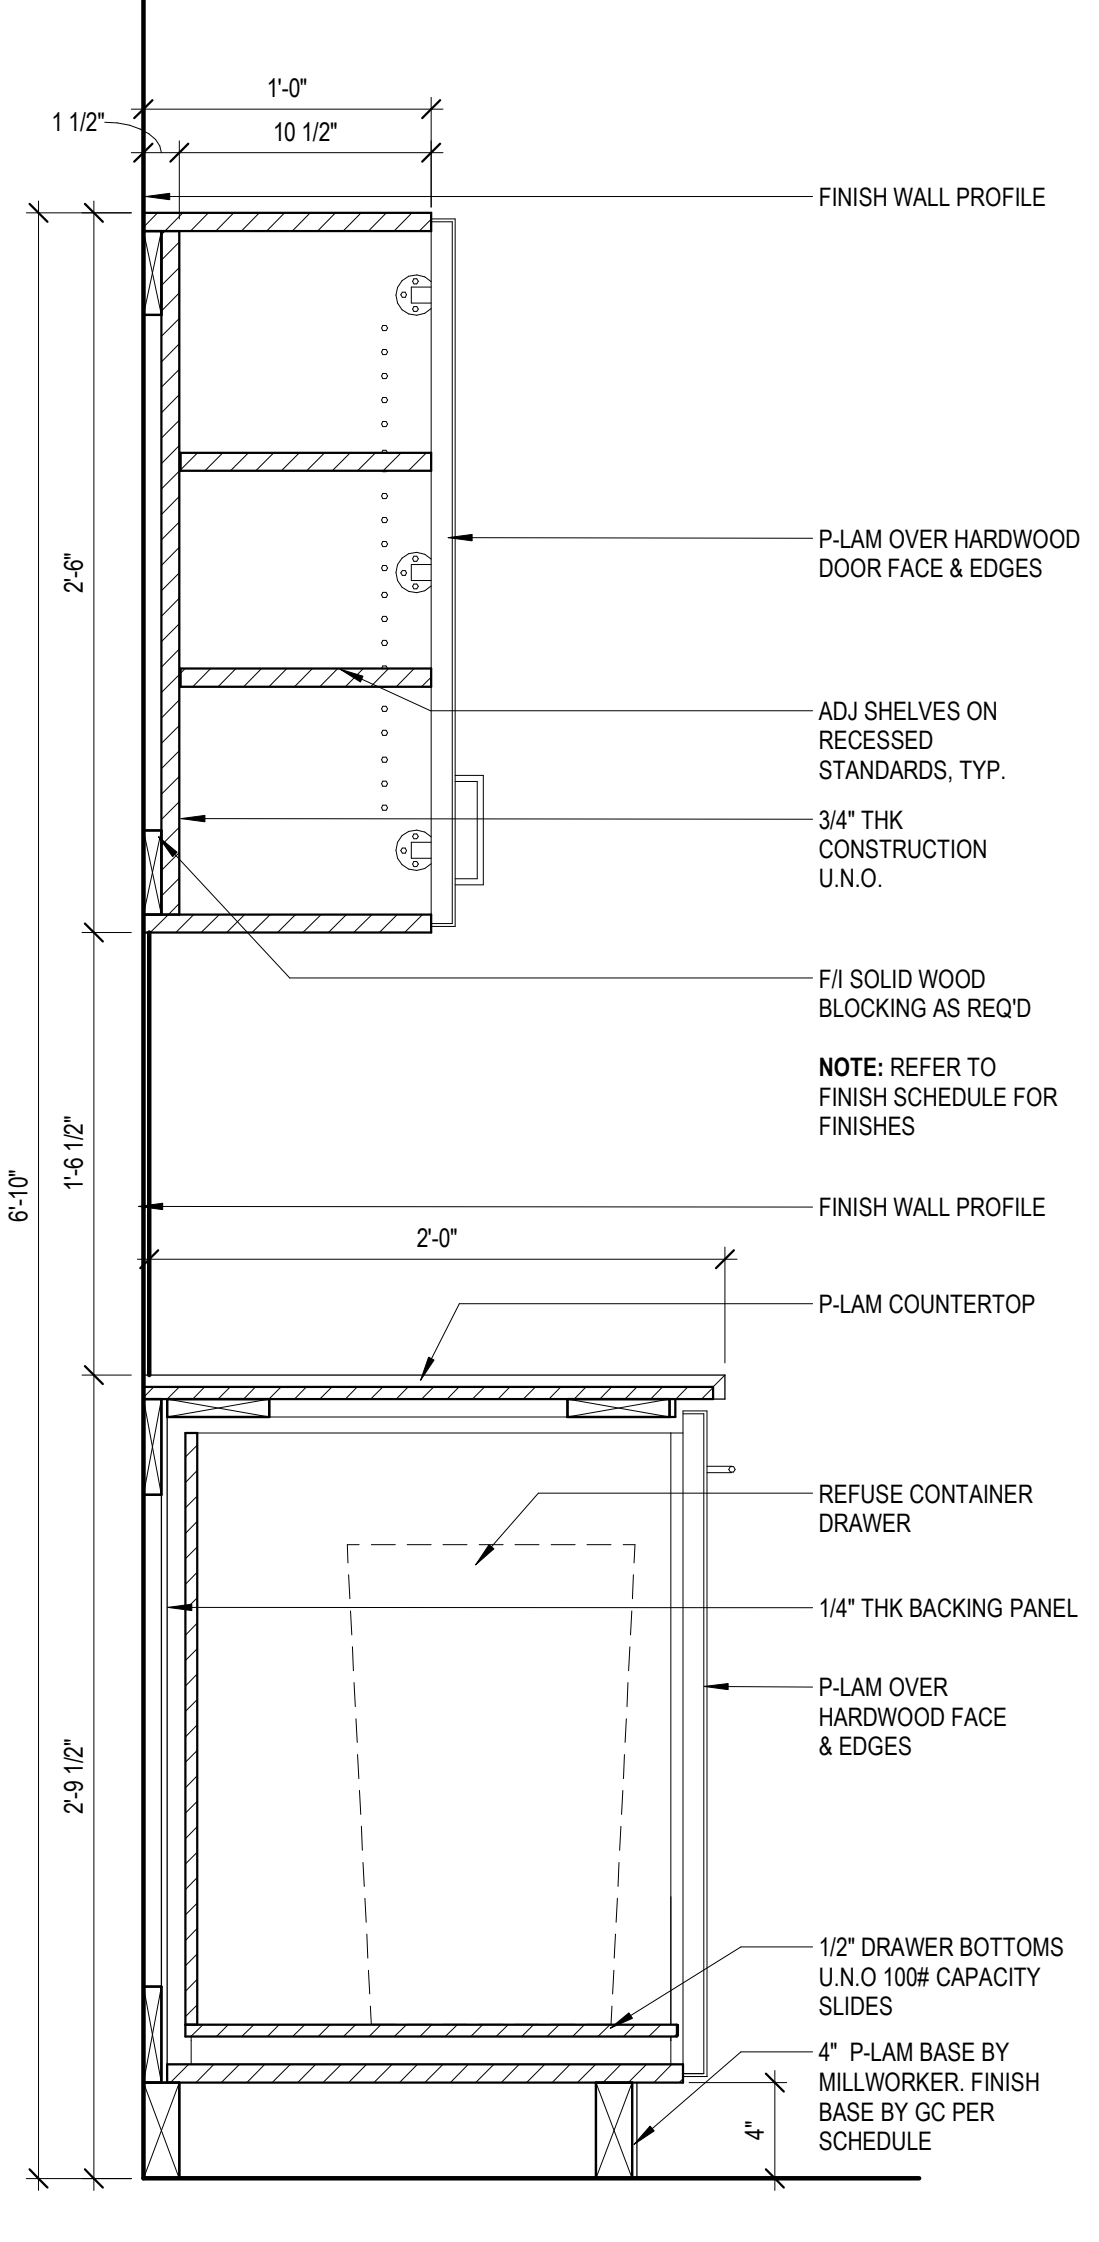 1'-0"
1 1/2"
10 1/2"
FINISH WALL PROFILE
P-LAM OVER HARDWOOD
DOOR FACE & EDGES
2'-6"
ADJ SHELVES ON
RECESSED
STANDARDS, TYP.
3/4" THK
CONSTRUCTION
U.N.O.
F/I SOLID WOOD
BLOCKING AS REQ'D
NOTE: REFER TO
FINISH SCHEDULE FOR
FINISHES
1'-6 1/2"
6'-10"
FINISH WALL PROFILE
2'-0"
P-LAM COUNTERTOP
REFUSE CONTAINER
DRAWER
1/4" THK BACKING PANEL
P-LAM OVER
HARDWOOD FACE
& EDGES
2'-9 1/2"
1/2" DRAWER BOTTOMS
U.N.O 100# CAPACITY
SLIDES
4" P-LAM BASE BY
MILLWORKER. FINISH
BASE BY GC PER
SCHEDULE
4"